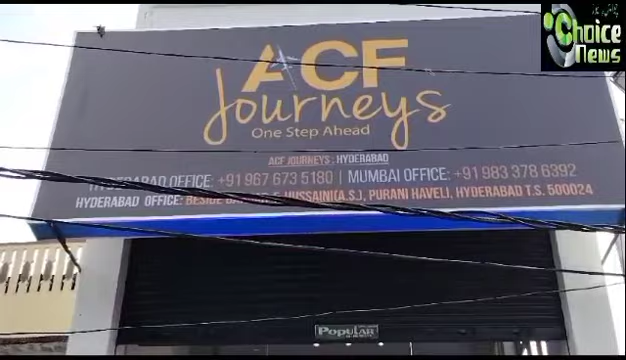 Choice
News
ACF
Journeys
One Step Ahead
ACF JOURNEYS : HYDERABAD
HYDERABAD OFFICE: +91 967 673 5180 | MUMBAI OFFICE: +91 983 378 6392
HYDERABAD OFFICE: BESIDE HUSSAINI(A.S.), PURANI HAVELI, HYDERABAD T.S. 500024
POPULAR